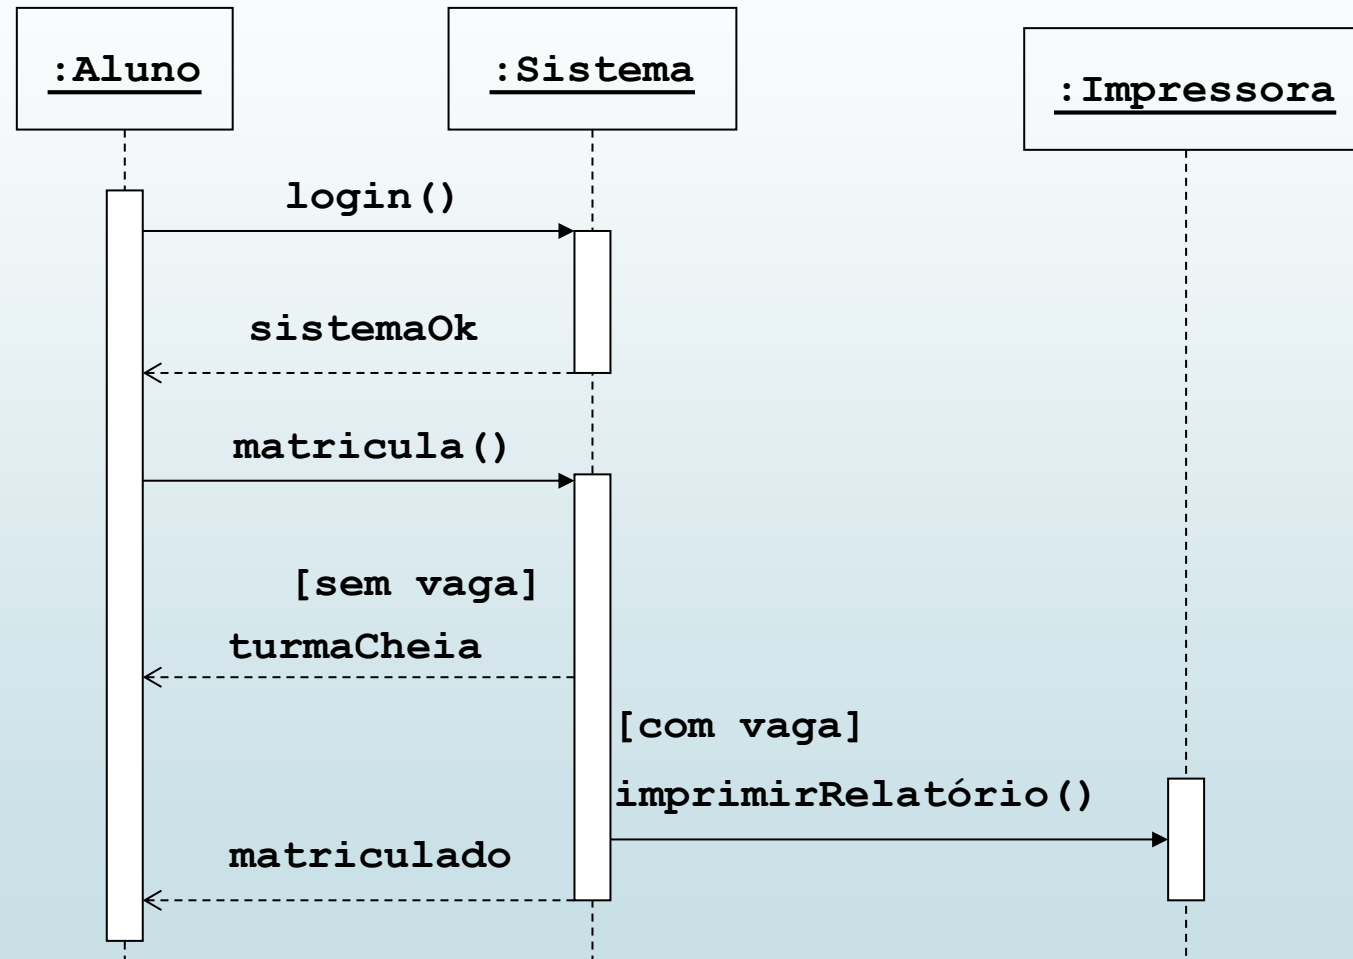 :Aluno
:Sistema
:Impressora
login()
sistemaOk
matricula()
[sem vaga]
turmaCheia
[com vaga]
imprimirRelatório()
matriculado